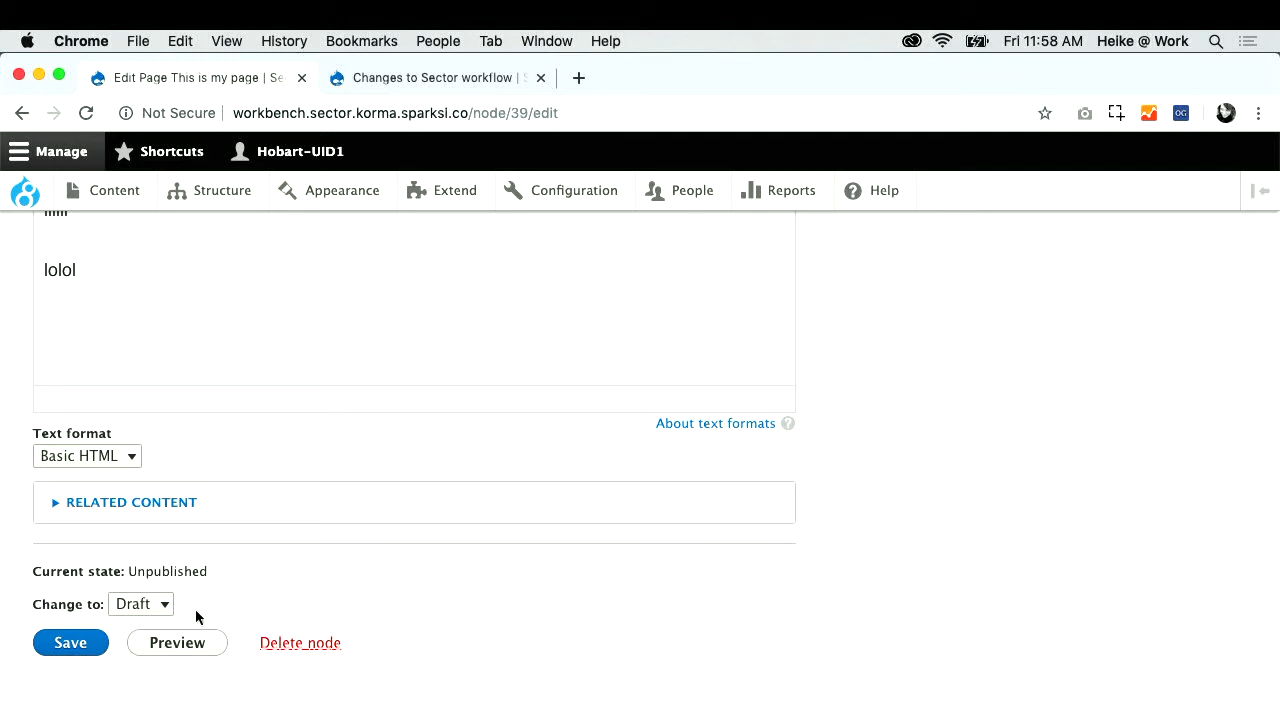 Chrome File Edit View History Bookmarks People Tab Window Help Fri 11:58 AM Heike @ Work
Edit Page This is my page | Se Changes to Sector workflow |
Not Secure workbench.sector.korma.sparksi.co/node/39/edit
OG
Manage Shortcuts Hobart-UID1
Content Structure Appearance Extend Configuration People Reports Help
lolol
About text formats ?
Text format
Basic HTML
RELATED CONTENT
Current state: Unpublished
Change to: Draft
Save Preview Delete node